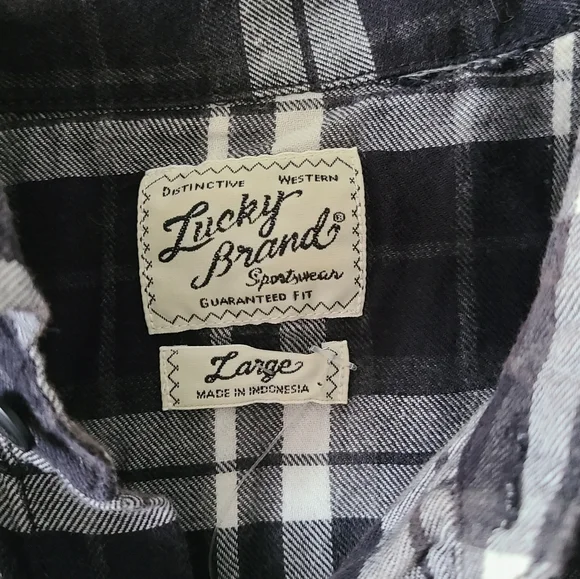 DISTINCTIVE WESTERN
Lucky
Brand®
Sportswear
GUARANTEED FIT
Large
MADE IN INDONESIA